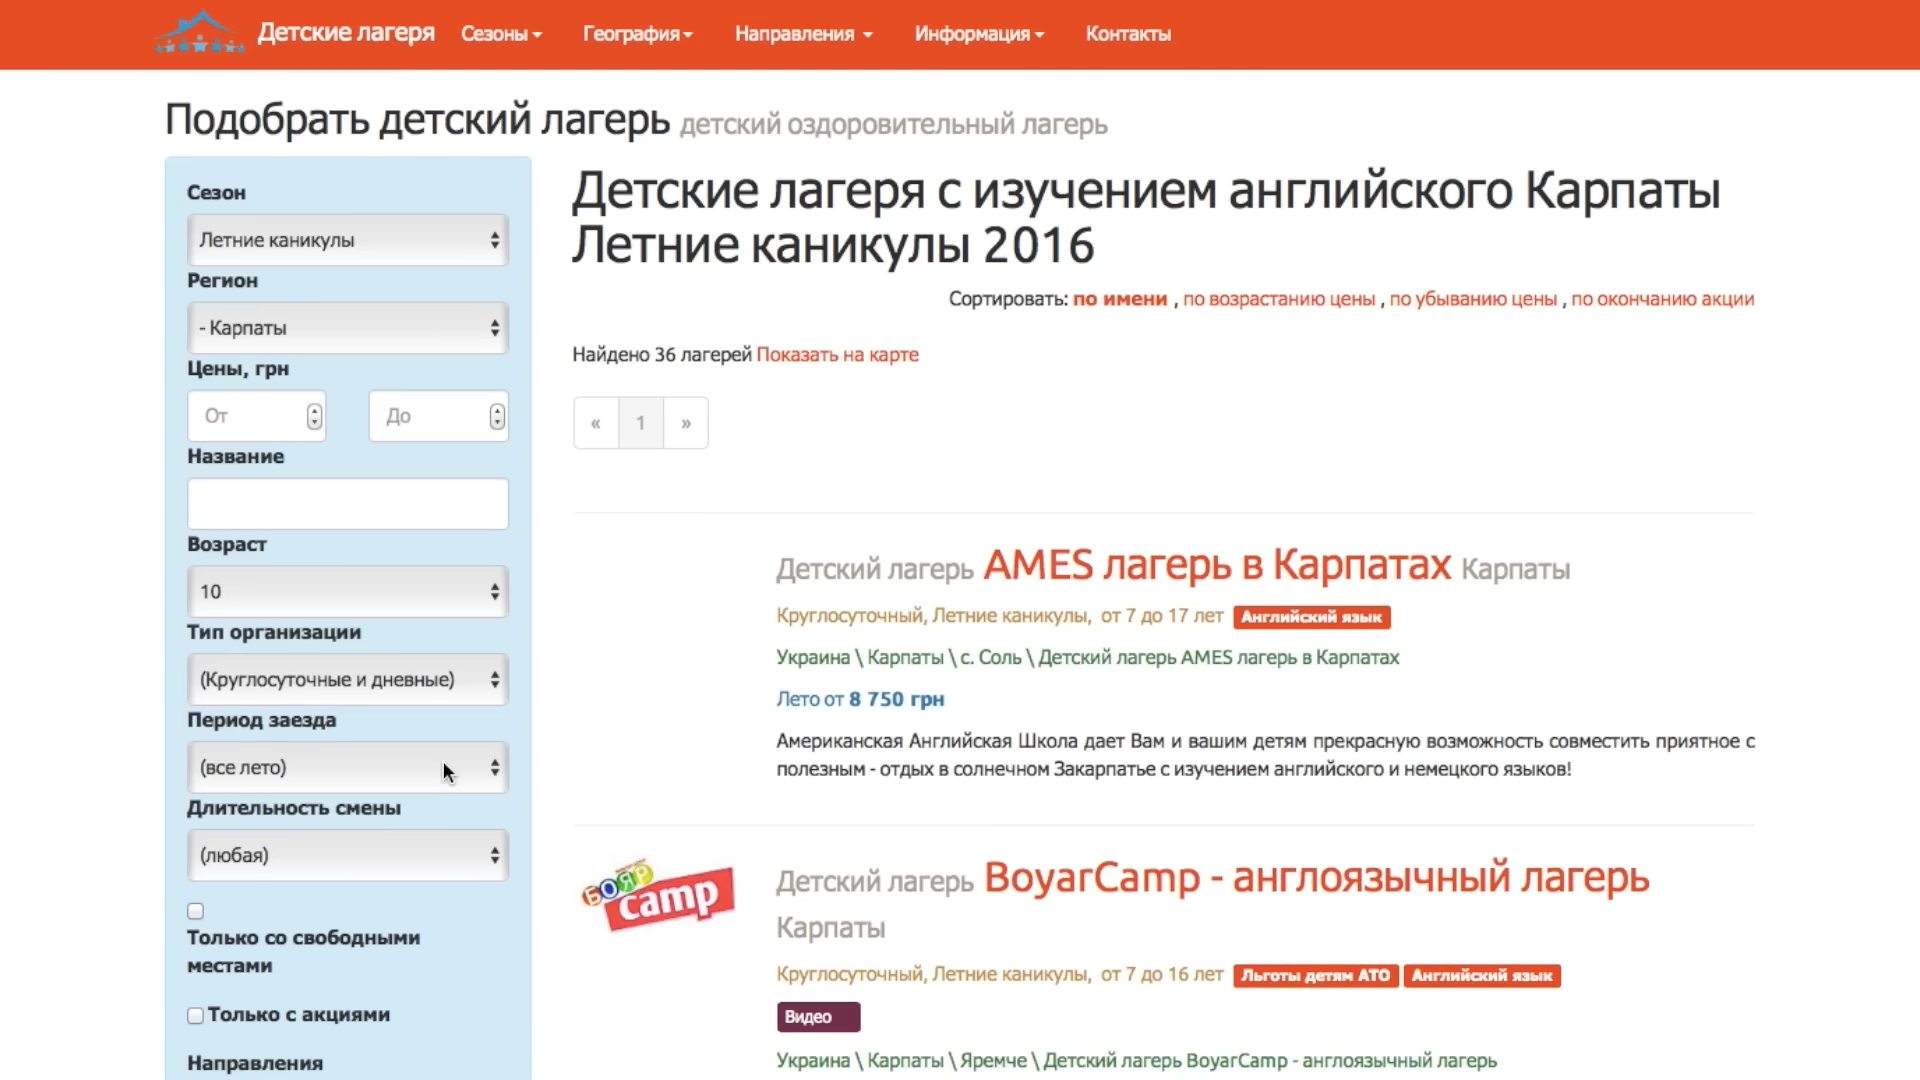 Детские лагеря Сезоны География Направления Информация Контакты
Подобрать детский лагерь детский оздоровительный лагерь
Сезон
Летние каникулы
Регион
- Карпаты
Цены, грн
От До
Название
Возраст
10
Тип организации
(Круглосуточные и дневные)
Период заезда
(все лето)
Длительность смены
(любая)
Только со свободными
местами
Только с акциями
Направления
Детские лагеря с изучением английского Карпаты
Летние каникулы 2016
Сортировать: по имени , по возрастанию цены , по убыванию цены , по окончанию акции
Найдено 36 лагерей Показать на карте
« 1 »
Детский лагерь AMES лагерь в Карпатах Карпаты
Круглосуточный, Летние каникулы, от 7 до 17 лет Английский язык
Украина \ Карпаты \ с. Соль \ Детский лагерь AMES лагерь в Карпатах
Лето от 8 750 грн
Американская Английская Школа дает Вам и вашим детям прекрасную возможность совместить приятное с
полезным - отдых в солнечном Закарпатье с изучением английского и немецкого языков!
БОЯР
camp
Детский лагерь BoyarCamp - англоязычный лагерь
Карпаты
Круглосуточный, Летние каникулы, от 7 до 16 лет Льготы детям АТО Английский язык
Видео
Украина \ Карпаты \ Яремче \ Детский лагерь BoyarCamp - англоязычный лагерь